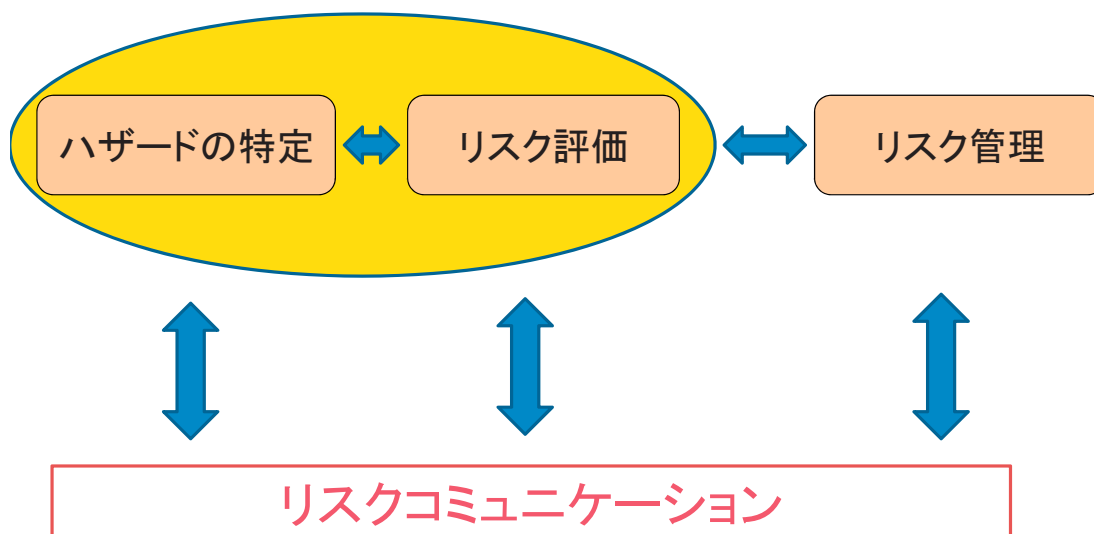 ハザードの特定
リスク評価
リスク管理
リスクコミュニケーション